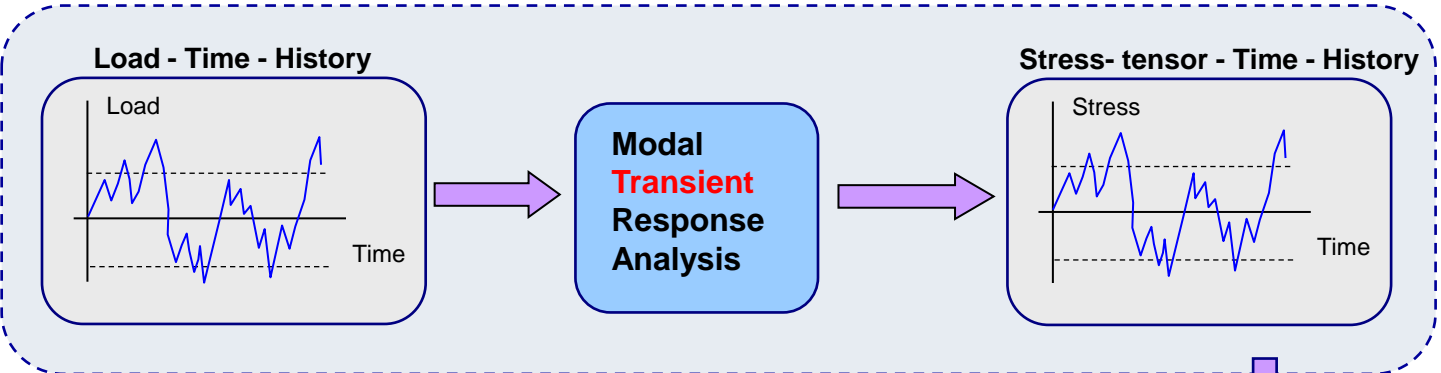 Load - Time - History
Load
Time
Modal
Transient
Response
Analysis
Stress- tensor - Time - History
Stress
Time